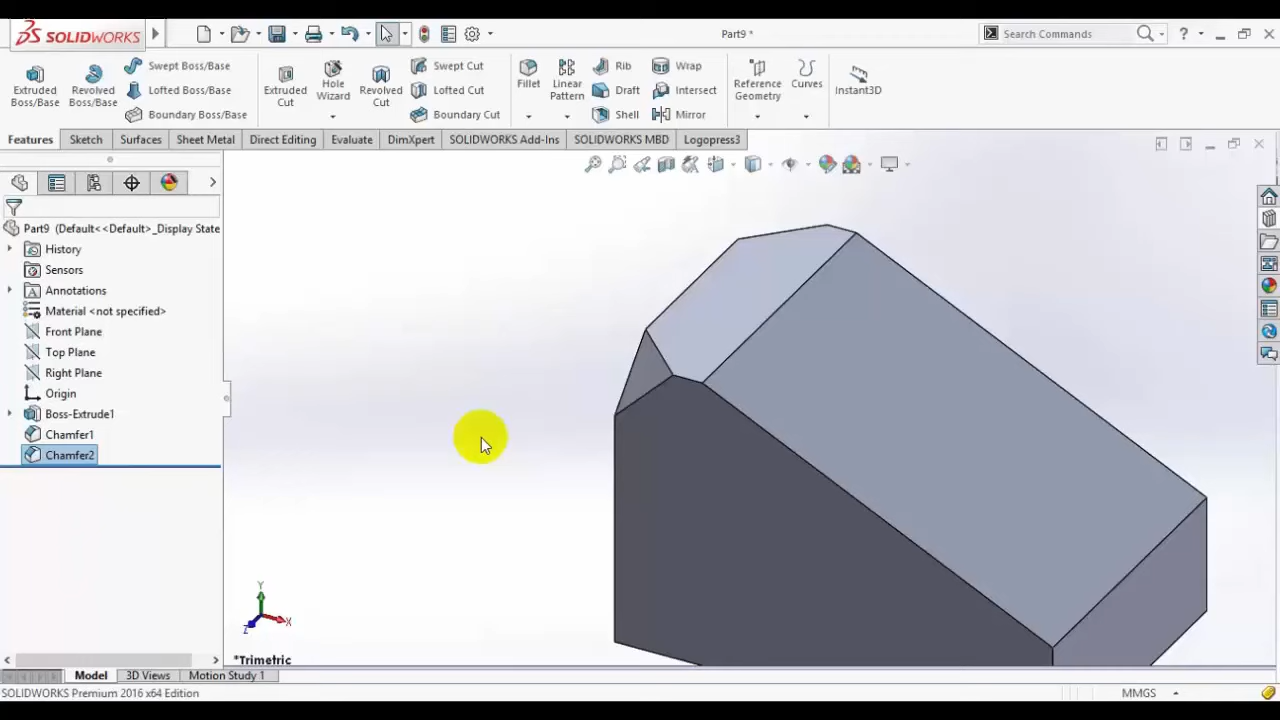 SOLIDWORKS
Part9 *
Search Commands
?
Extruded Boss/Base
Revolved Boss/Base
Swept Boss/Base
Lofted Boss/Base
Boundary Boss/Base
Extruded Cut
Hole Wizard
Revolved Cut
Swept Cut
Lofted Cut
Boundary Cut
Fillet
Linear Pattern
Rib
Draft
Shell
Wrap
Intersect
Mirror
Reference Geometry
Curves
Instant3D
Features
Sketch
Surfaces
Sheet Metal
Direct Editing
Evaluate
DimXpert
SOLIDWORKS Add-Ins
SOLIDWORKS MBD
Logopress3
Part9 (Default<<Default>_Display State
History
Sensors
Annotations
Material <not specified>
Front Plane
Top Plane
Right Plane
Origin
Boss-Extrude1
Chamfer1
Chamfer2
Y
X
Z
*Trimetric
Model
3D Views
Motion Study 1
SOLIDWORKS Premium 2016 x64 Edition
MMGS